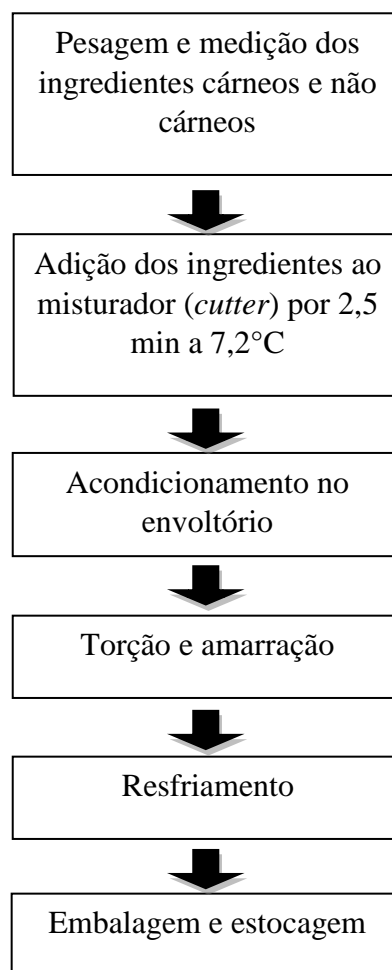 Pesagem e medição dos
ingredientes cárneos e não
cárneos
Adição dos ingredientes ao
misturador (cutter) por 2,5
min a 7,2°C
Acondicionamento no
envoltório
Torção e amarração
Resfriamento
Embalagem e estocagem